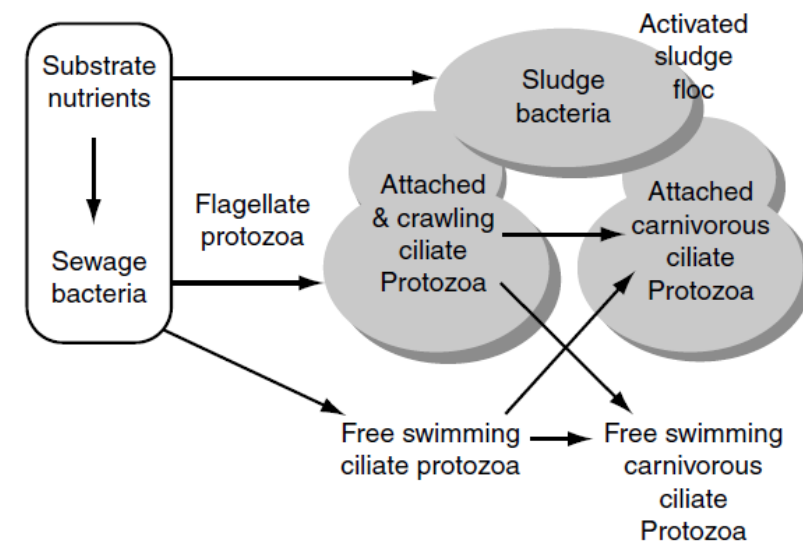 Substrate
nutrients
Sewage
bacteria
Flagellate
protozoa
Activated
sludge
floc
Sludge
bacteria
Attached
& crawling
ciliate
Protozoa
Attached
carnivorous
ciliate
Protozoa
Free swimming
ciliate protozoa
Free swimming
carnivorous
ciliate
Protozoa